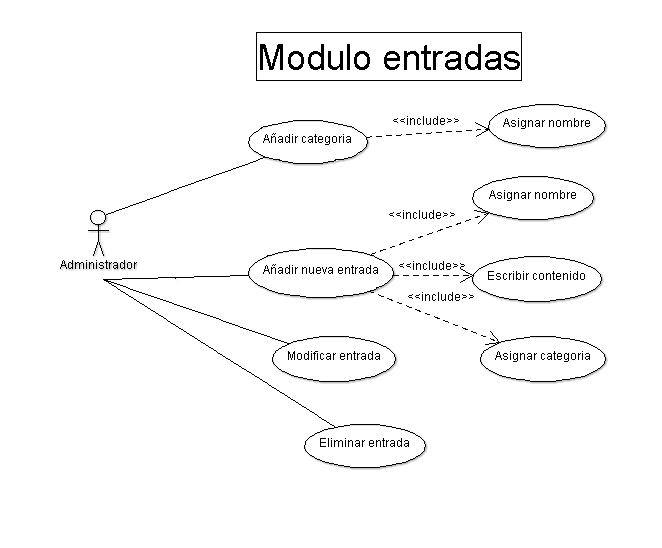 Modulo entradas
<<include>>
Asignar nombre
Añadir categoria
Asignar nombre
<<include>>
Administrador
Añadir nueva entrada
<<include>>
Escribir contenido
<<include>>
Modificar entrada
Asignar categoria
Eliminar entrada